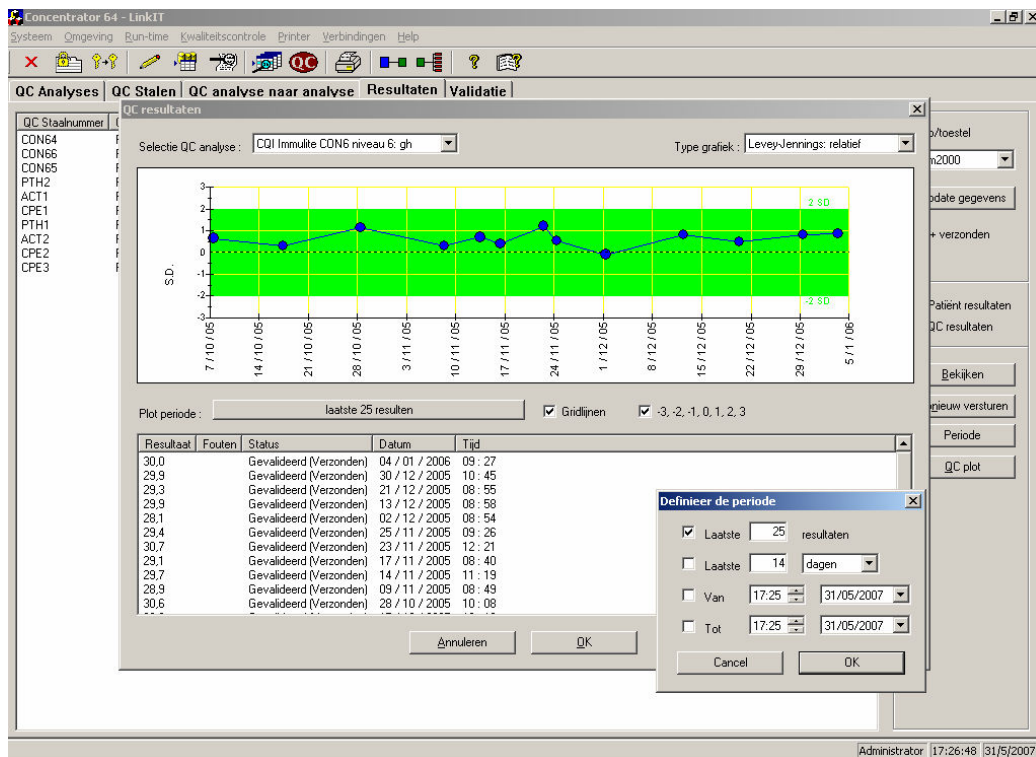 Concentrator 64 - LinkIT
Systeem Omgeving Run-time Kwaliteitscontrole Printer Verbindingen Help
QC
QC Analyses QC Stalen QC analyse naar analyse Resultaten Validatie
QC resultaten
QC Staalnummer
CON64
CON66
CON65
PTH2
ACT1
CPE1
PTH1
ACT2
CPE2
CPE3
Selectie QC analyse : CQI Immulite CON6 niveau 6: gh
Type grafiek : Levey-Jennings: relatief
S.D.
3
2
1
0
-1
-2
-3
2 SD
-2 SD
7 / 10 / 05
14 / 10 / 05
21 / 10 / 05
28 / 10 / 05
3 / 11 / 05
10 / 11 / 05
17 / 11 / 05
24 / 11 / 05
1 / 12 / 05
8 / 12 / 05
15 / 12 / 05
22 / 12 / 05
29 / 12 / 05
5 / 1 / 06
Plot periode : laatste 25 resulten Gridlijnen -3, -2, -1, 0, 1, 2, 3
Resultaat Fouten Status Datum Tijd
30,0 Gevalideerd (Verzonden) 04 / 01 / 2006 09 : 27
29,9 Gevalideerd (Verzonden) 30 / 12 / 2005 10 : 45
29,3 Gevalideerd (Verzonden) 21 / 12 / 2005 08 : 55
29,9 Gevalideerd (Verzonden) 13 / 12 / 2005 08 : 58
28,1 Gevalideerd (Verzonden) 02 / 12 / 2005 08 : 54
29,4 Gevalideerd (Verzonden) 25 / 11 / 2005 09 : 26
30,7 Gevalideerd (Verzonden) 23 / 11 / 2005 12 : 21
29,1 Gevalideerd (Verzonden) 17 / 11 / 2005 08 : 40
29,7 Gevalideerd (Verzonden) 14 / 11 / 2005 11 : 19
28,9 Gevalideerd (Verzonden) 09 / 11 / 2005 08 : 49
30,6 Gevalideerd (Verzonden) 28 / 10 / 2005 10 : 08
Annuleren OK
Definieer de periode
Laatste 25 resultaten
Laatste 14 dagen
Van 17:25 31/05/2007
Tot 17:25 31/05/2007
Cancel OK
p/toestel
m2000
pdate gegevens
+ verzonden
Patiënt resultaten
QC resultaten
Bekijken
pnieuw versturen
Periode
QC plot
Administrator 17:26:48 31/5/2007